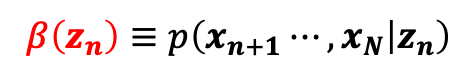 β(zₙ) ≡ p(xₙ₊₁ ⋯, x_N|zₙ)